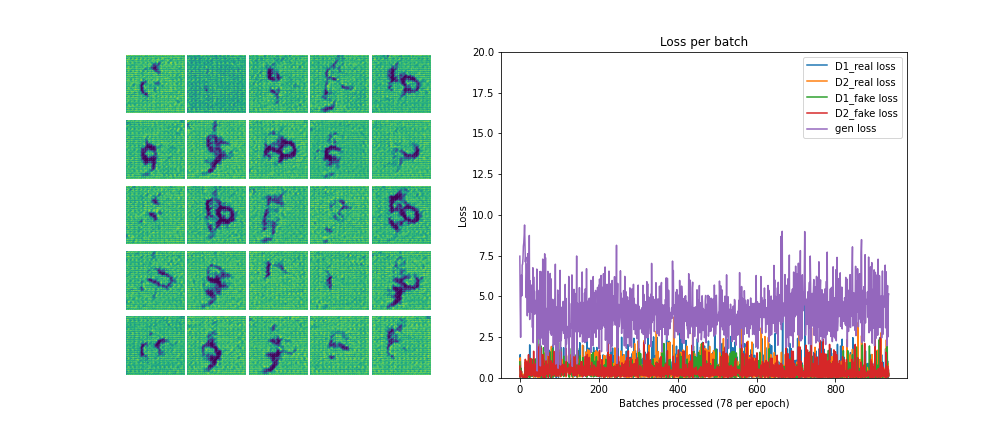 Loss per batch
20.0
17.5
15.0
12.5
10.0
7.5
5.0
2.5
0.0
Loss
D1_real loss
D2_real loss
D1_fake loss
D2_fake loss
gen loss
0 200 400 600 800
Batches processed (78 per epoch)